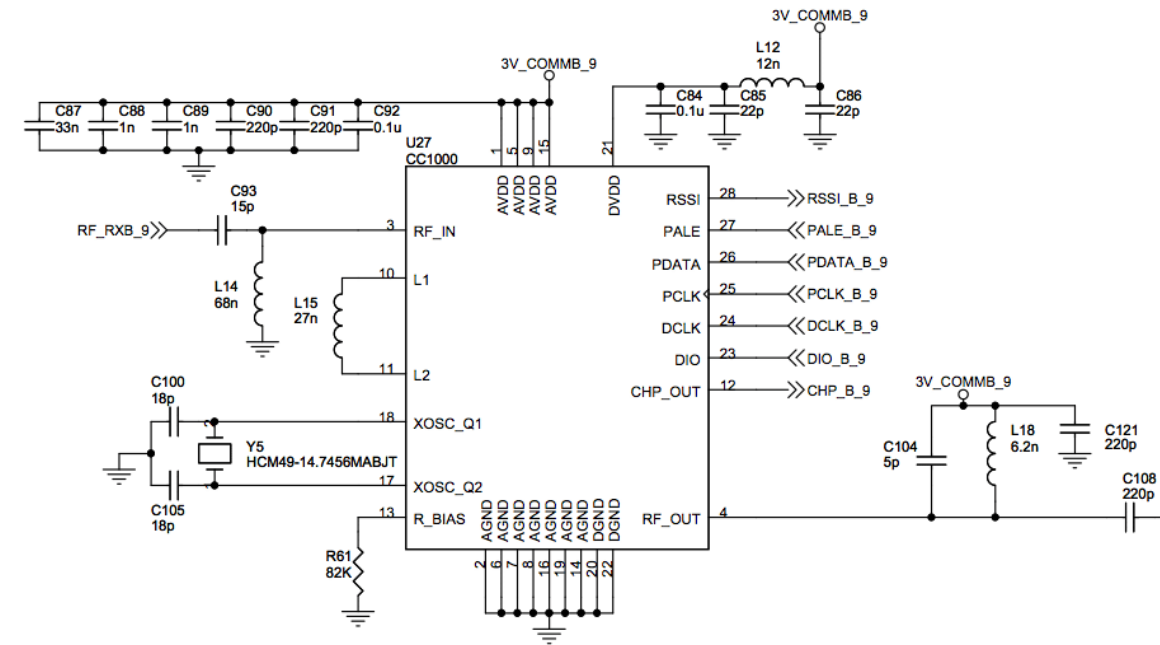 3V_COMMB_9
L12
12n
3V_COMMB_9
C87
33n
C88
1n
C89
1n
C90
220p
C91
220p
C92
0.1u
C84
0.1u
C85
22p
C86
22p
U27
CC1000
1
5
9
15
21
AVDD
AVDD
AVDD
AVDD
DVDD
C93
15p
RF_RXB_9
3
RF_IN
L14
68n
L15
27n
10
L1
11
L2
C100
18p
18
XOSC_Q1
2
Y5
HCM49-14.7456MABJT
1
17
XOSC_Q2
C105
18p
13
R_BIAS
R61
82K
RSSI
28
RSSI_B_9
PALE
27
PALE_B_9
PDATA
26
PDATA_B_9
PCLK
25
PCLK_B_9
DCLK
24
DCLK_B_9
DIO
23
DIO_B_9
CHP_OUT
12
CHP_B_9
3V_COMMB_9
C104
5p
L18
6.2n
C121
220p
C108
220p
RF_OUT
4
AGND
AGND
AGND
AGND
AGND
AGND
AGND
DGND
DGND
2
6
7
8
16
19
14
20
22